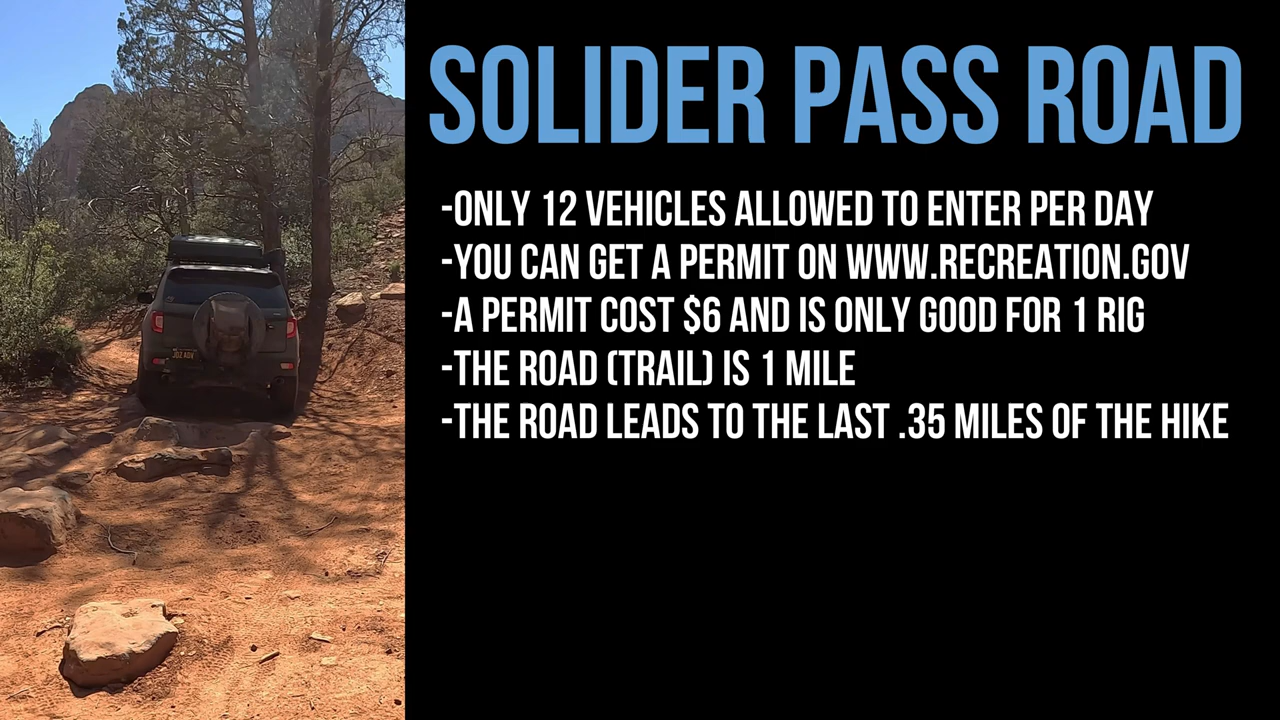 SOLIDER PASS ROAD
-ONLY 12 VEHICLES ALLOWED TO ENTER PER DAY
-YOU CAN GET A PERMIT ON WWW.RECREATION.GOV
-A PERMIT COST $6 AND IS ONLY GOOD FOR 1 RIG
-THE ROAD (TRAIL) IS 1 MILE
-THE ROAD LEADS TO THE LAST .35 MILES OF THE HIKE